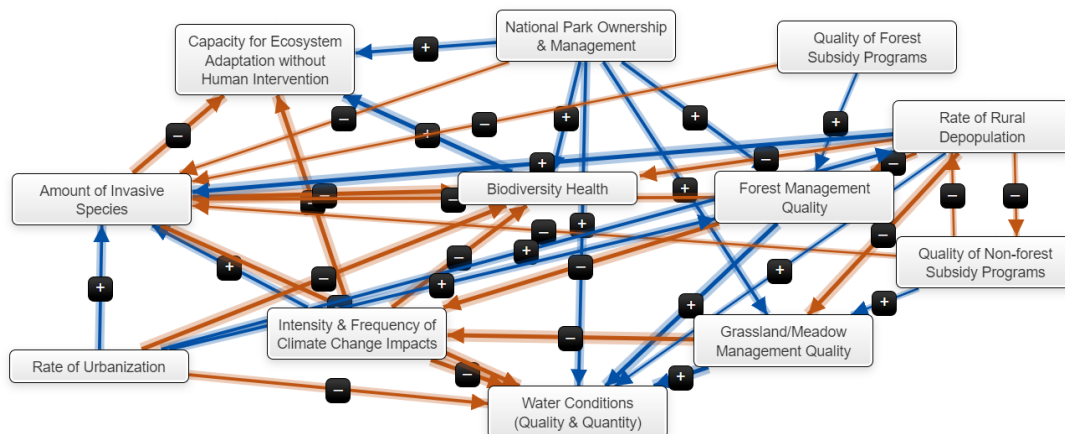 National Park Ownership
& Management
Capacity for Ecosystem
Adaptation without
Human Intervention
Quality of Forest
Subsidy Programs
Rate of Rural
Depopulation
Amount of Invasive
Species
Biodiversity Health
Forest Management
Quality
Quality of Non-forest
Subsidy Programs
Intensity & Frequency of
Climate Change Impacts
Grassland/Meadow
Management Quality
Rate of Urbanization
Water Conditions
(Quality & Quantity)